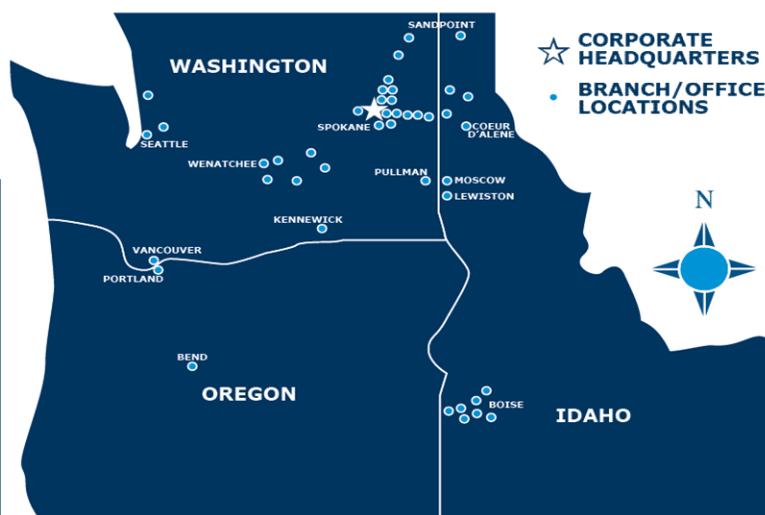 SANDPOINT
CORPORATE
HEADQUARTERS
WASHINGTON
BRANCH/OFFICE
LOCATIONS
SPOKANE
COEUR
D'ALENE
SEATTLE
WENATCHEE
PULLMAN
MOSCOW
LEWISTON
N
KENNEWICK
VANCOUVER
PORTLAND
BEND
OREGON
BOISE
IDAHO